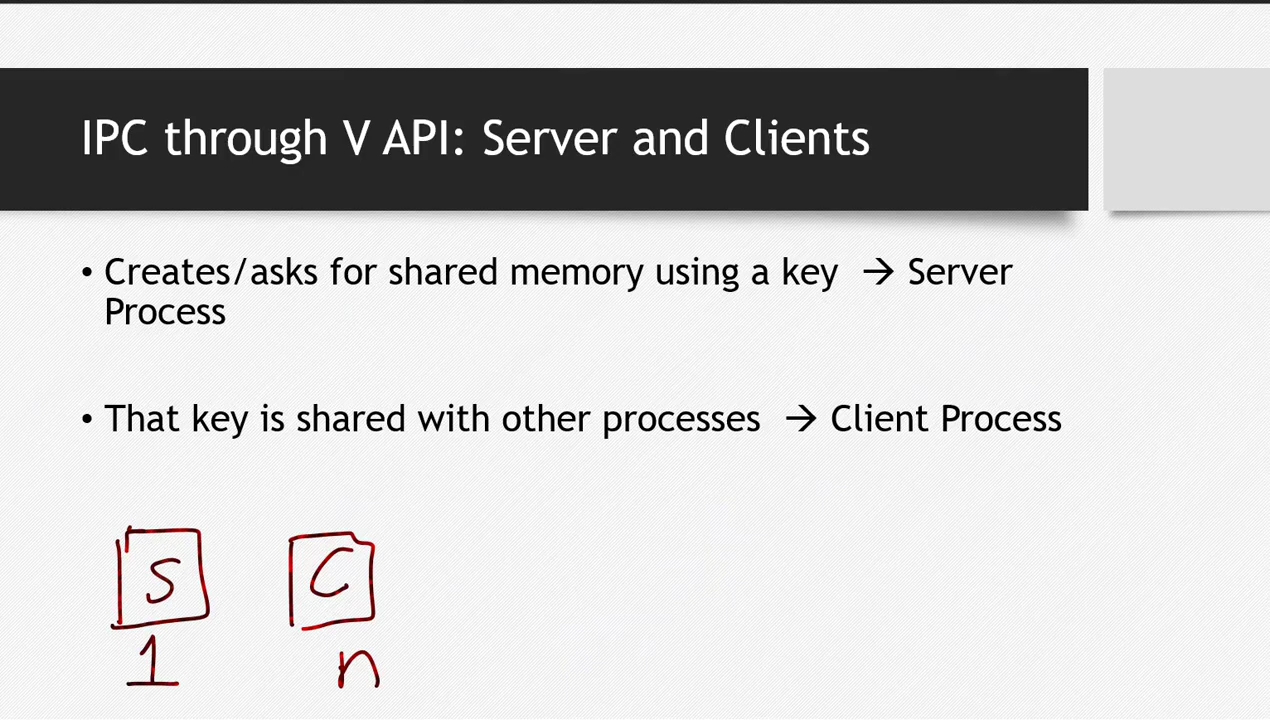 IPC through V API: Server and Clients
• Creates/asks for shared memory using a key → Server
Process
• That key is shared with other processes → Client Process
S C
1 n